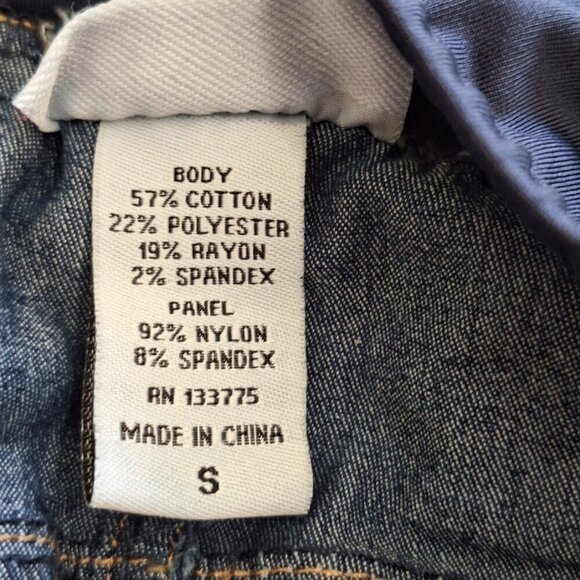 BODY
57% COTTON
22% POLYESTER
19% RAYON
2% SPANDEX
PANEL
92% NYLON
8% SPANDEX
RN 133775
MADE IN CHINA
S